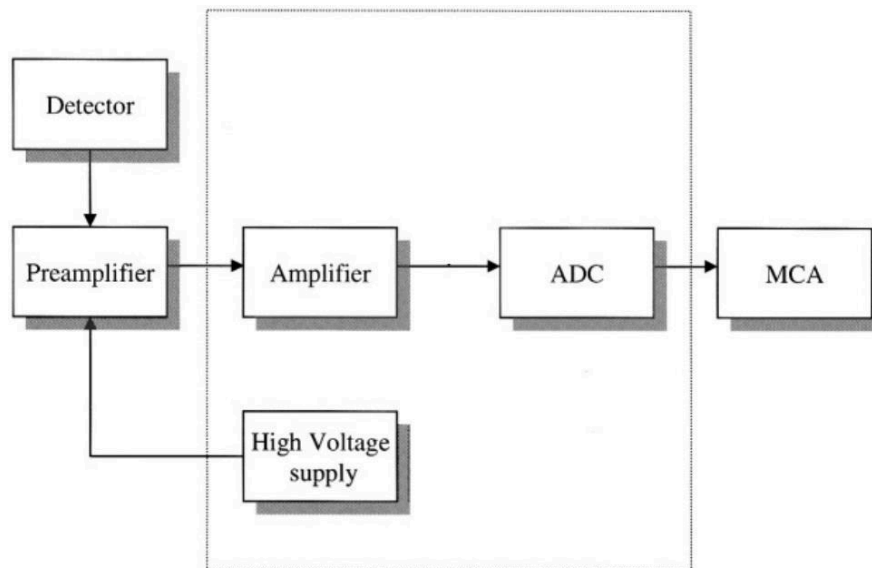 Detector
Preamplifier
Amplifier
ADC
MCA
High Voltage
supply